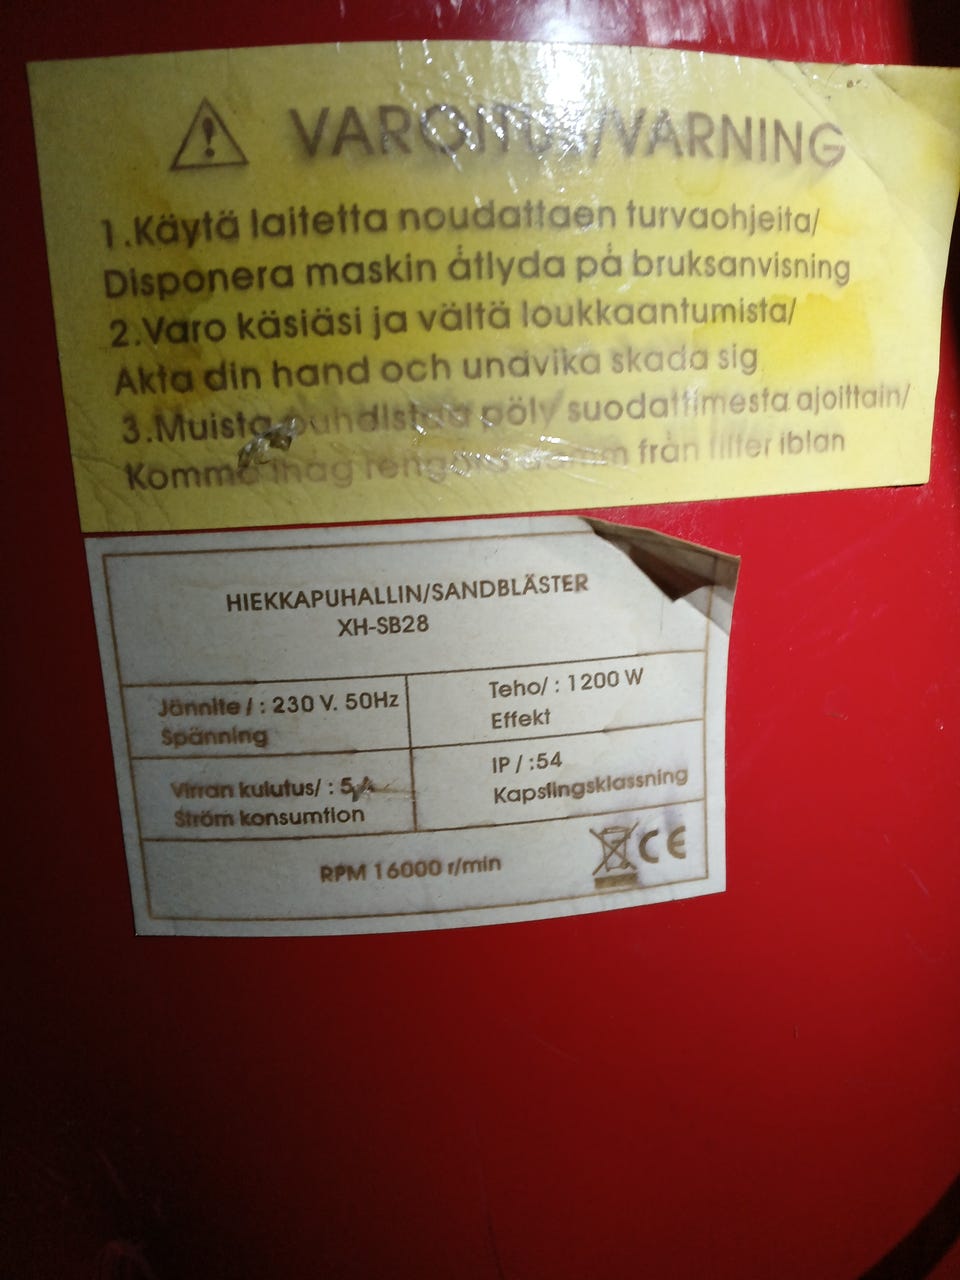 VAROITUS/VARNING
1.Käytä laitetta noudattaen turvaohjeita/
Disponera maskin åtlyda på bruksanvisning
2.Varo käsiäsi ja vältä loukkaantumista/
Akta din hand och undvika skada sig
3.Muista puhdistaa pöly suodattimesta ajoittain/
Komma ihåg rengöra damm från filter iblan
HIEKKAPUHALLIN/SANDBLÄSTER
XH-SB28
Jännite / : 230 V. 50Hz
Spänning
Teho/ : 1200 W
Effekt
Virran kulutus/ : 5A
Ström konsumtion
IP / :54
Kapslingsklassning
RPM 16000 r/min
CE